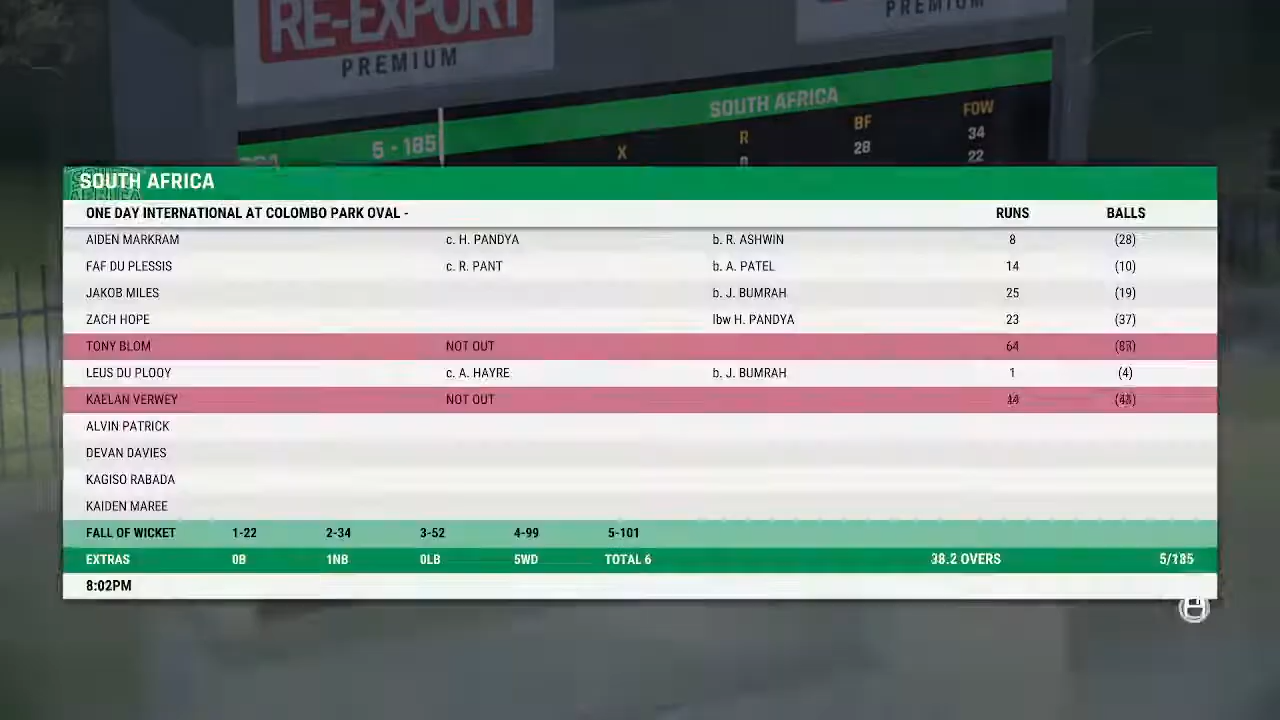 RE-EXPORT
PREMIUM
PREMIUM
SOUTH AFRICA
5 - 185
X R BF FOW
28 34
22
SOUTH AFRICA
ONE DAY INTERNATIONAL AT COLOMBO PARK OVAL - RUNS BALLS
AIDEN MARKRAM c. H. PANDYA b. R. ASHWIN 8 (28)
FAF DU PLESSIS c. R. PANT b. A. PATEL 14 (10)
JAKOB MILES b. J. BUMRAH 25 (19)
ZACH HOPE lbw H. PANDYA 23 (37)
TONY BLOM NOT OUT 64
LEUS DU PLOOY c. A. HAYRE b. J. BUMRAH 1 (4)
KAELAN VERWEY NOT OUT
ALVIN PATRICK
DEVAN DAVIES
KAGISO RABADA
KAIDEN MAREE
FALL OF WICKET 1-22 2-34 3-52 4-99 5-101
EXTRAS 0B 1NB 0LB 5WD TOTAL 6 38.2 OVERS 5/185
8:02PM